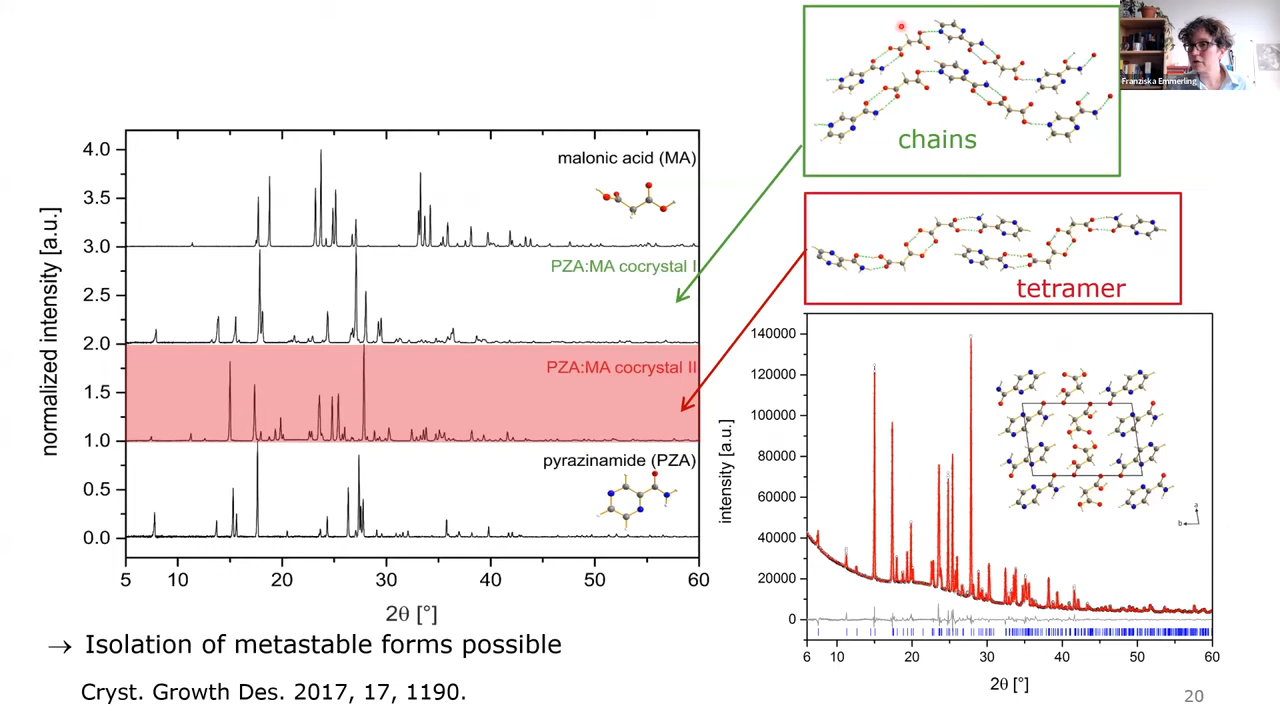 Franziska Emmerling
chains
tetramer
normalized intensity [a.u.]
4.0
3.5
3.0
2.5
2.0
1.5
1.0
0.5
0.0
malonic acid (MA)
PZA:MA cocrystal I
PZA:MA cocrystal II
pyrazinamide (PZA)
5 10 20 30 40 50 60
2θ [°]
intensity [a.u.]
140000
120000
100000
80000
60000
40000
20000
0
a
b
6 10 20 30 40 50 60
2θ [°]
→ Isolation of metastable forms possible
Cryst. Growth Des. 2017, 17, 1190.
20